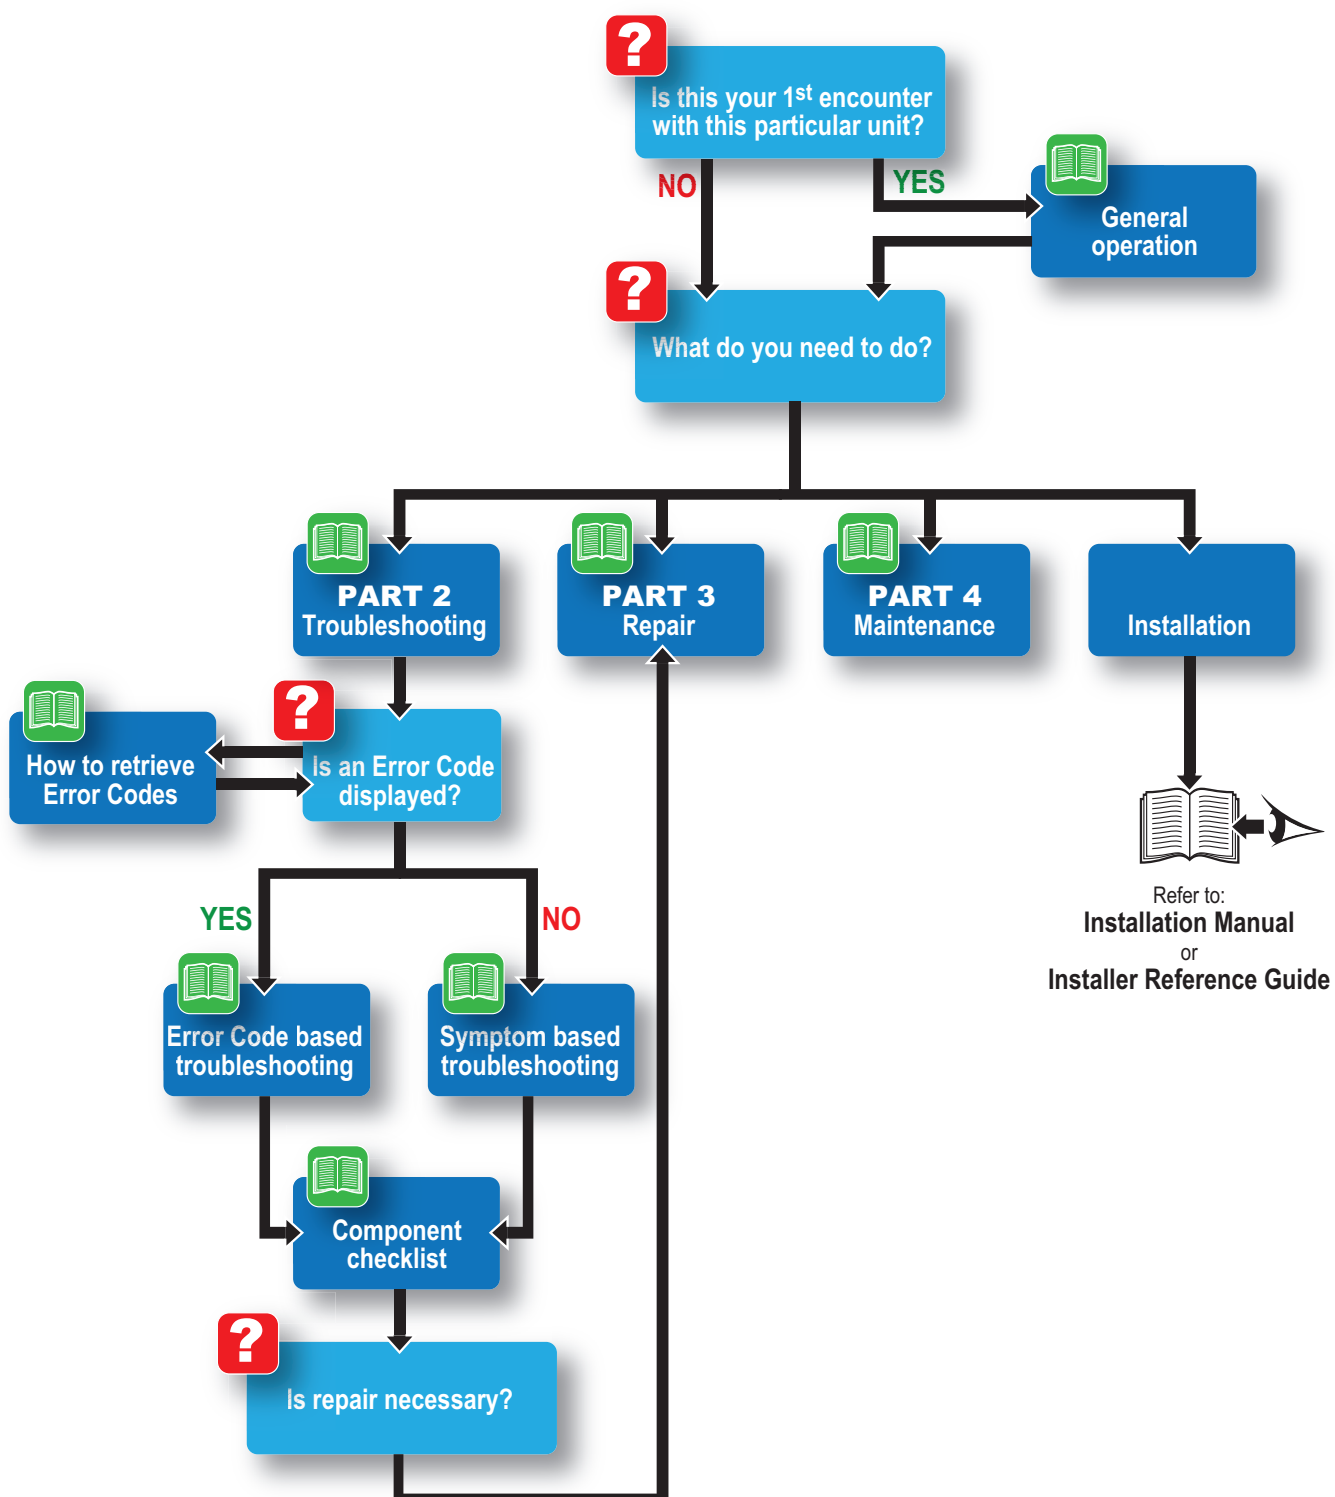 ?
Is this your 1st encounter
with this particular unit?
NO
YES
General
operation
?
What do you need to do?
PART 2
Troubleshooting
PART 3
Repair
PART 4
Maintenance
Installation
How to retrieve
Error Codes
?
Is an Error Code
displayed?
Refer to:
Installation Manual
or
Installer Reference Guide
YES
NO
Error Code based
troubleshooting
Symptom based
troubleshooting
Component
checklist
?
Is repair necessary?